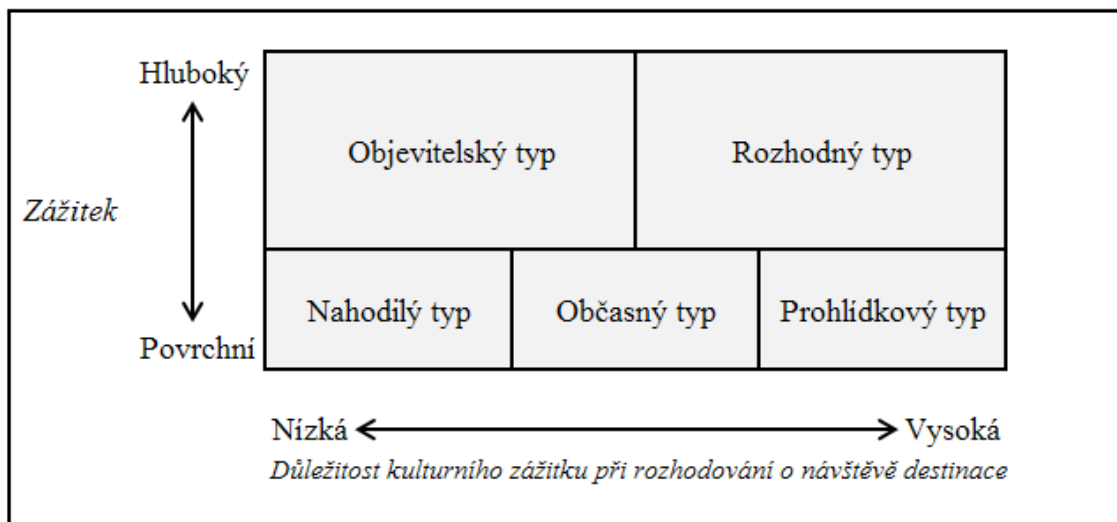 Hluboký
Objevitelský typ
Rozhodný typ
Zážitek
Nahodilý typ
Občasný typ
Prohlídkový typ
Povrchní
Nízká
Vysoká
Důležitost kulturního zážitku při rozhodování o návštěvě destinace